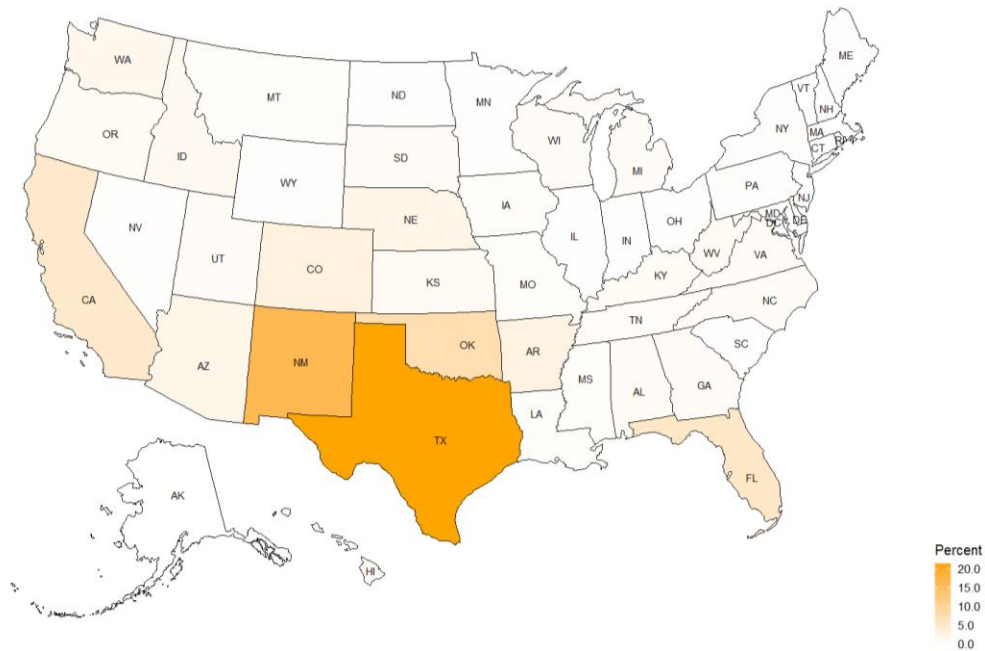 ME
WA
VT
MT
ND
MN
NH
OR
NY
MA
WI
CT
RI
ID
SD
MI
WY
PA
NJ
IA
NE
OH
MD
DE
DC
NV
IL
IN
UT
CO
WV
VA
KS
MO
KY
CA
NC
TN
OK
AR
SC
AZ
NM
MS
AL
GA
LA
TX
FL
AK
Percent
20.0
HI
15.0
10.0
5.0
0.0